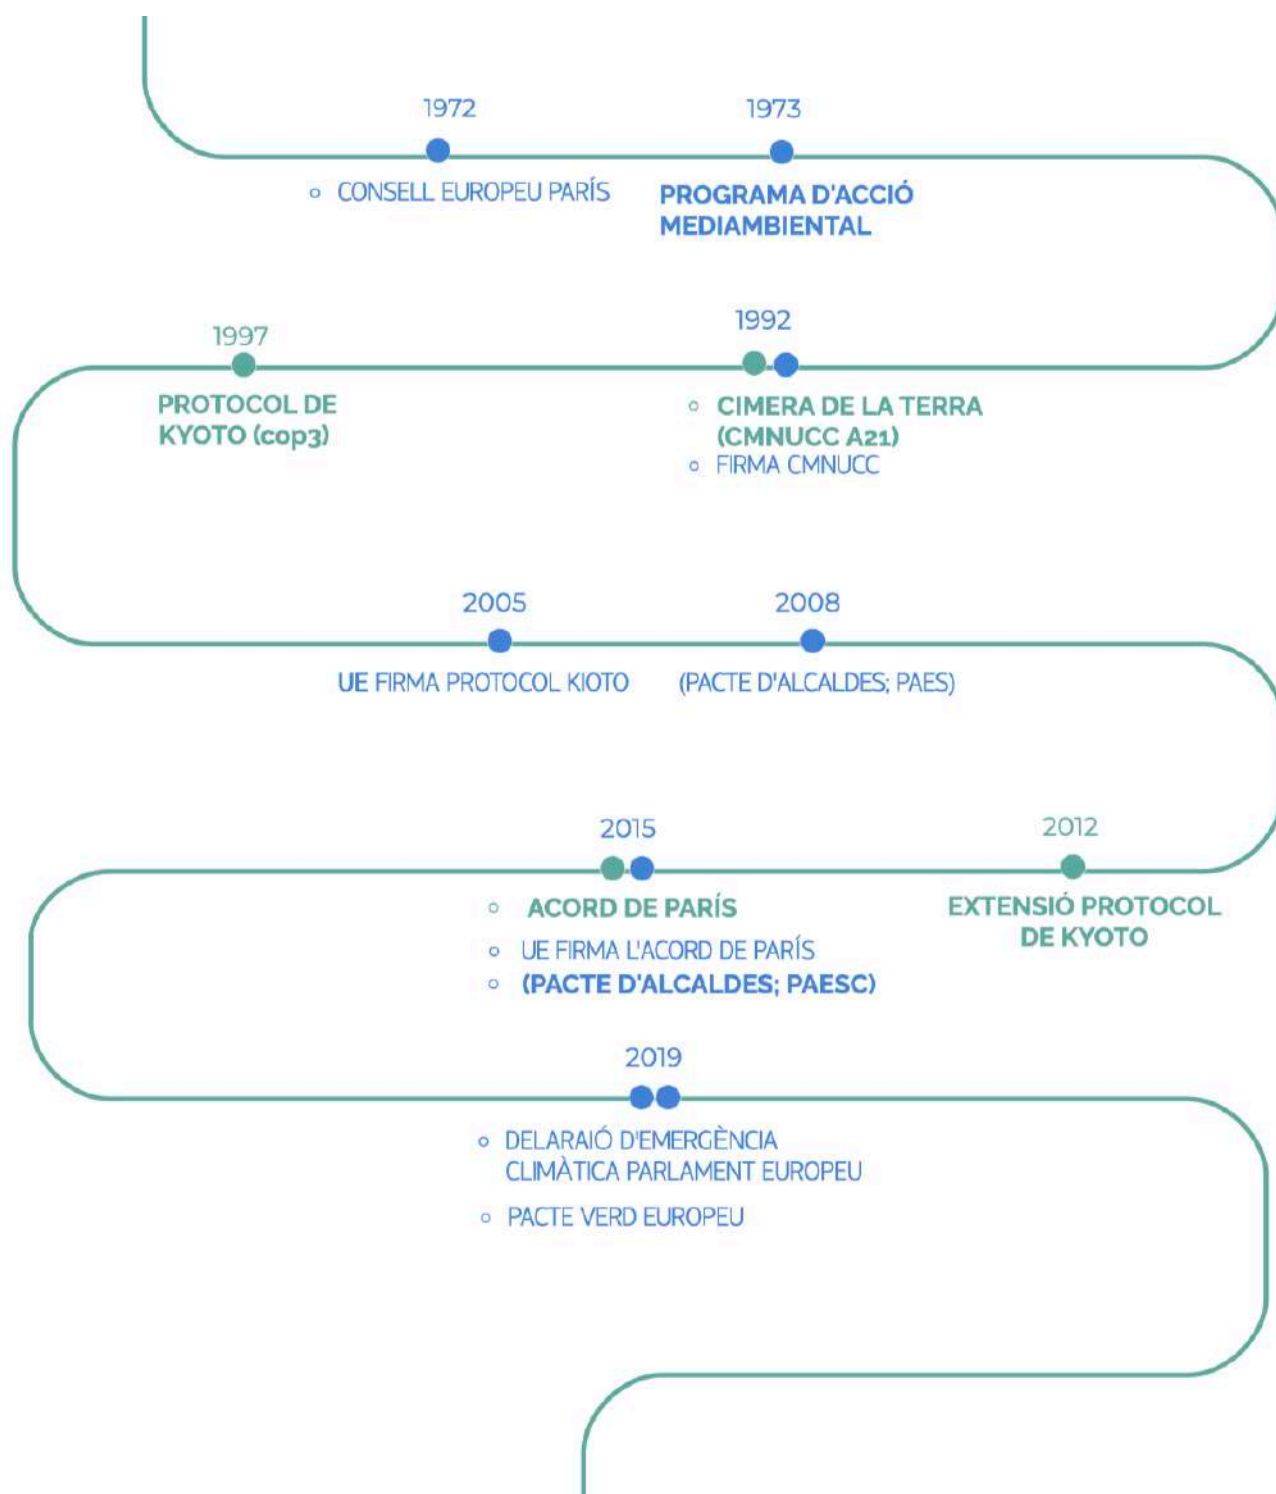 1972
CONSELL EUROPEU PARÍS
1973
PROGRAMA D'ACCIÓ
MEDIAMBIENTAL
1992
CIMERA DE LA TERRA
(CMNUCC A21)
FIRMA CMNUCC
1997
PROTOCOL DE
KYOTO (cop3)
2005
UE FIRMA PROTOCOL KIOTO
2008
(PACTE D'ALCALDES; PAES)
2012
EXTENSIÓ PROTOCOL
DE KYOTO
2015
ACORD DE PARÍS
UE FIRMA L'ACORD DE PARÍS
(PACTE D'ALCALDES; PAESC)
2019
DELARAIÓ D'EMERGÈNCIA
CLIMÀTICA PARLAMENT EUROPEU
PACTE VERD EUROPEU